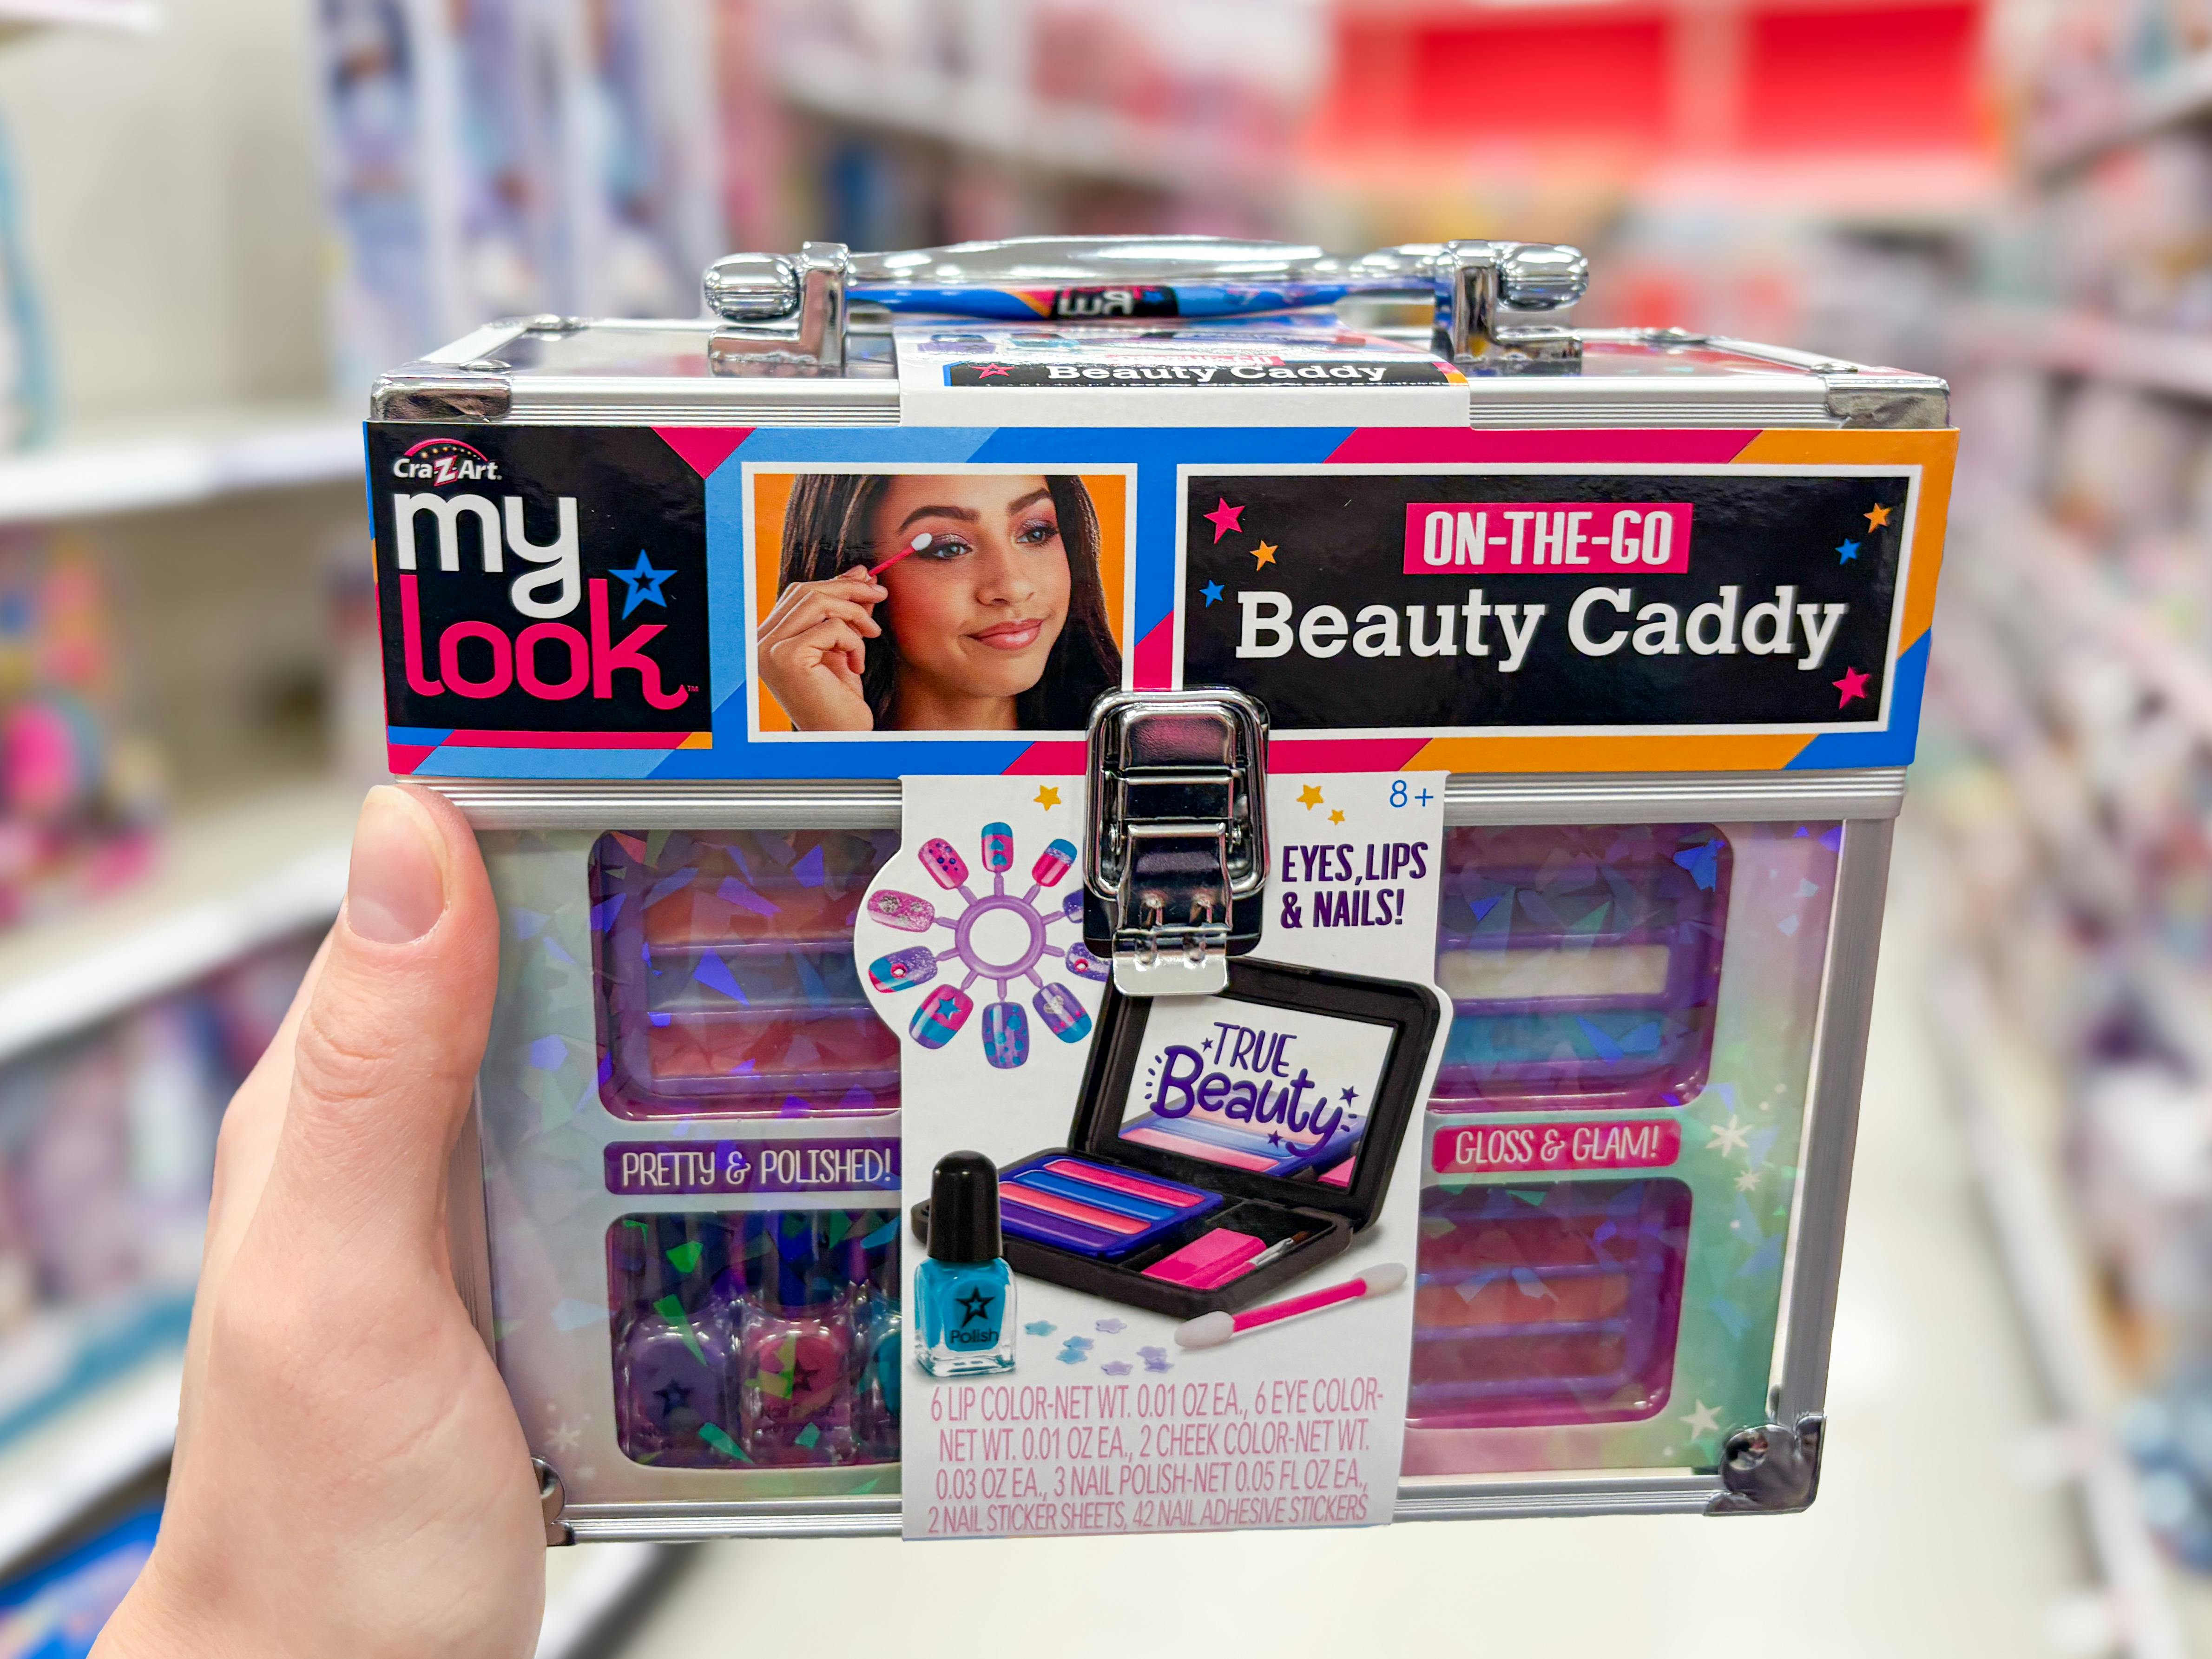 Beauty Caddy
Cra-Z-Art
my
look™
ON-THE-GO
Beauty Caddy
8+
EYES, LIPS
& NAILS!
TRUE
Beauty
PRETTY & POLISHED!
GLOSS & GLAM!
Polish
6 LIP COLOR-NET WT. 0.01 OZ EA., 6 EYE COLOR-
NET WT. 0.01 OZ EA., 2 CHEEK COLOR-NET WT.
0.03 OZ EA., 3 NAIL POLISH-NET 0.05 FL OZ EA.,
2 NAIL STICKER SHEETS, 42 NAIL ADHESIVE STICKERS